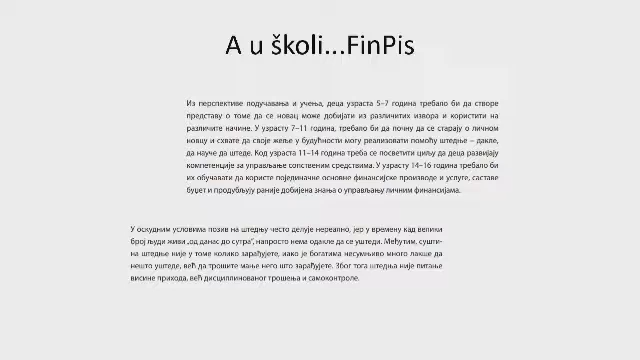 A u školi...FinPis
Из перспективе подучавања и учења, деца узраста 5–7 година требало би да створе
представу о томе да се новац може добијати из различитих извора и користити на
различите начине. У узрасту 7–11 година, требало би да почну да се старају о личном
новцу и схвате да своје жеље у будућности могу реализовати помоћу штедње – дакле,
да науче да штеде. Код узраста 11–14 година треба се посветити циљу да деца развијају
компетенције за управљање сопственим средствима. У узрасту 14–16 година требало би
их обучавати да користе појединачне основне финансијске производе и услуге, саставе
буџет и продубљују раније добијена знања о управљању личним финансијама.
У оскудним условима позив на штедњу често делује нереално, јер у времену кад велики
број људи живи „од данас до сутра“, напросто нема одакле да се уштеди. Међутим, сушти-
на штедње није у томе колико зарађујете, иако је богатима несумњиво много лакше да
нешто уштеде, већ да трошите мање него што зарађујете. Због тога штедња није питање
висине прихода, већ дисциплинованог трошења и самоконтроле.